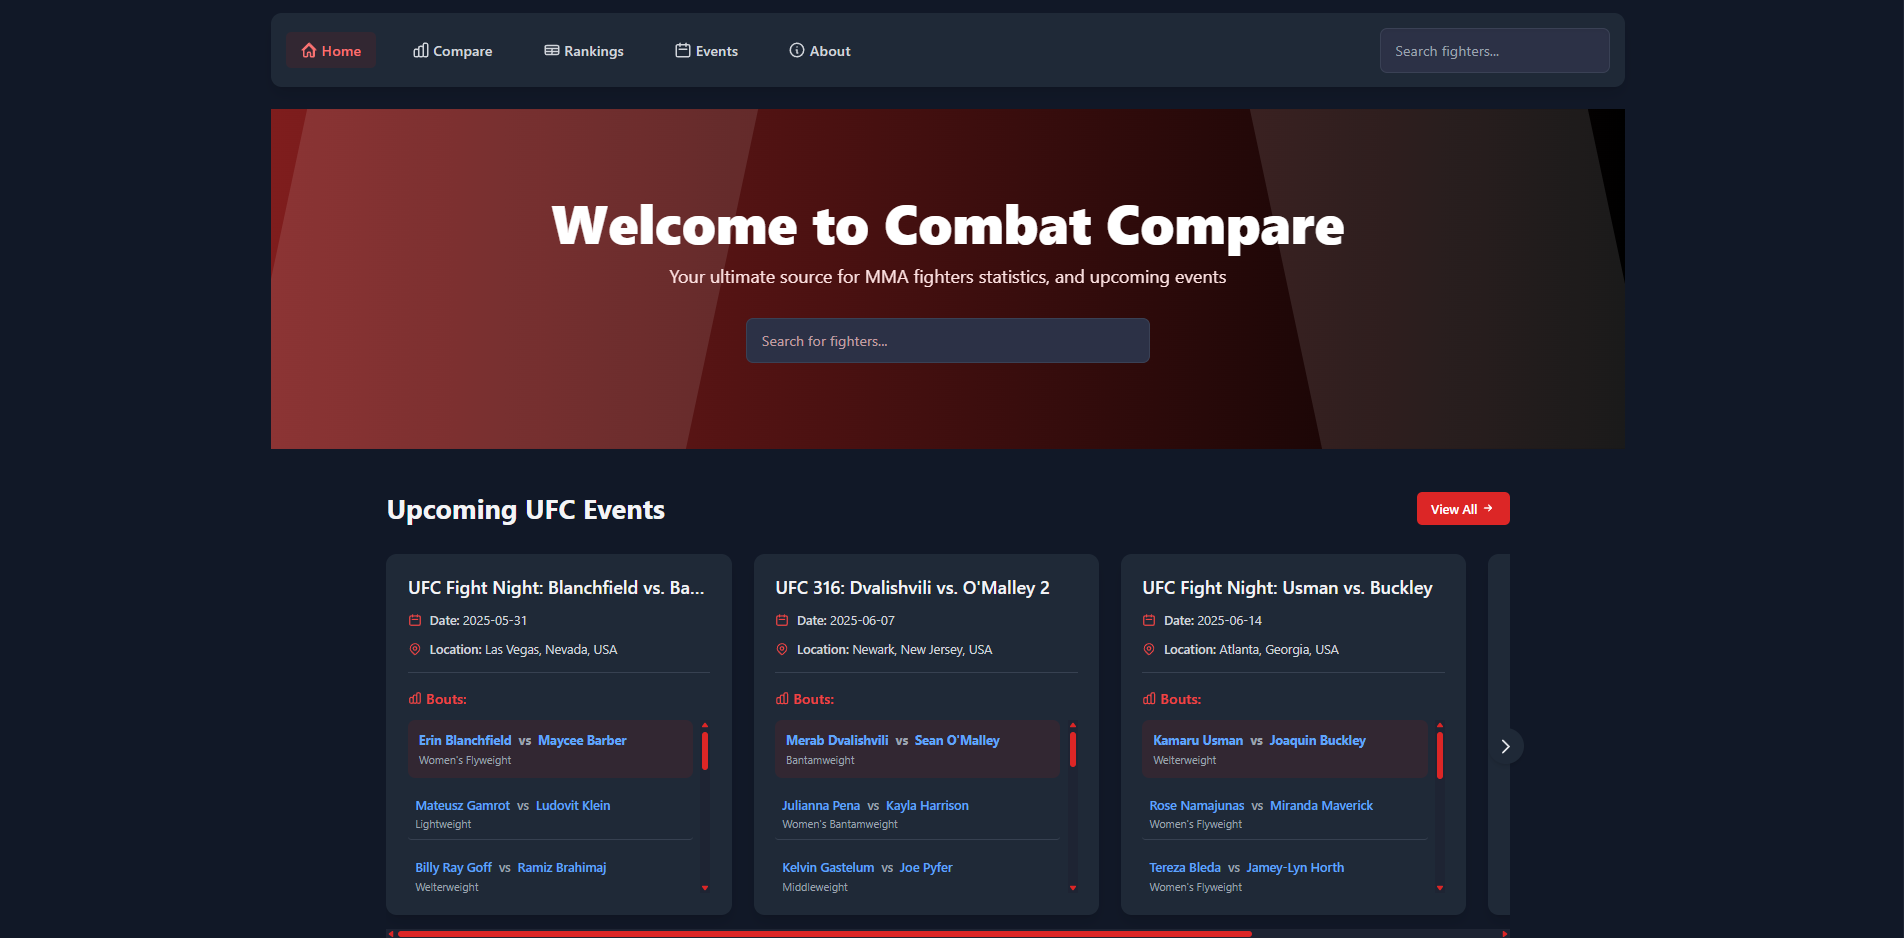 Home
Compare
Rankings
Events
About
Search fighters...
Welcome to Combat Compare
Your ultimate source for MMA fighters statistics, and upcoming events
Search for fighters...
Upcoming UFC Events
View All
UFC Fight Night: Blanchfield vs. Ba...
Date: 2025-05-31
Location: Las Vegas, Nevada, USA
Bouts:
Erin Blanchfield vs Maycee Barber
Women's Flyweight
Mateusz Gamrot vs Ludovit Klein
Lightweight
Billy Ray Goff vs Ramiz Brahimaj
Welterweight
UFC 316: Dvalishvili vs. O'Malley 2
Date: 2025-06-07
Location: Newark, New Jersey, USA
Bouts:
Merab Dvalishvili vs Sean O'Malley
Bantamweight
Julianna Pena vs Kayla Harrison
Women's Bantamweight
Kelvin Gastelum vs Joe Pyfer
Middleweight
UFC Fight Night: Usman vs. Buckley
Date: 2025-06-14
Location: Atlanta, Georgia, USA
Bouts:
Kamaru Usman vs Joaquin Buckley
Welterweight
Rose Namajunas vs Miranda Maverick
Women's Flyweight
Tereza Bleda vs Jamey-Lyn Horth
Women's Flyweight